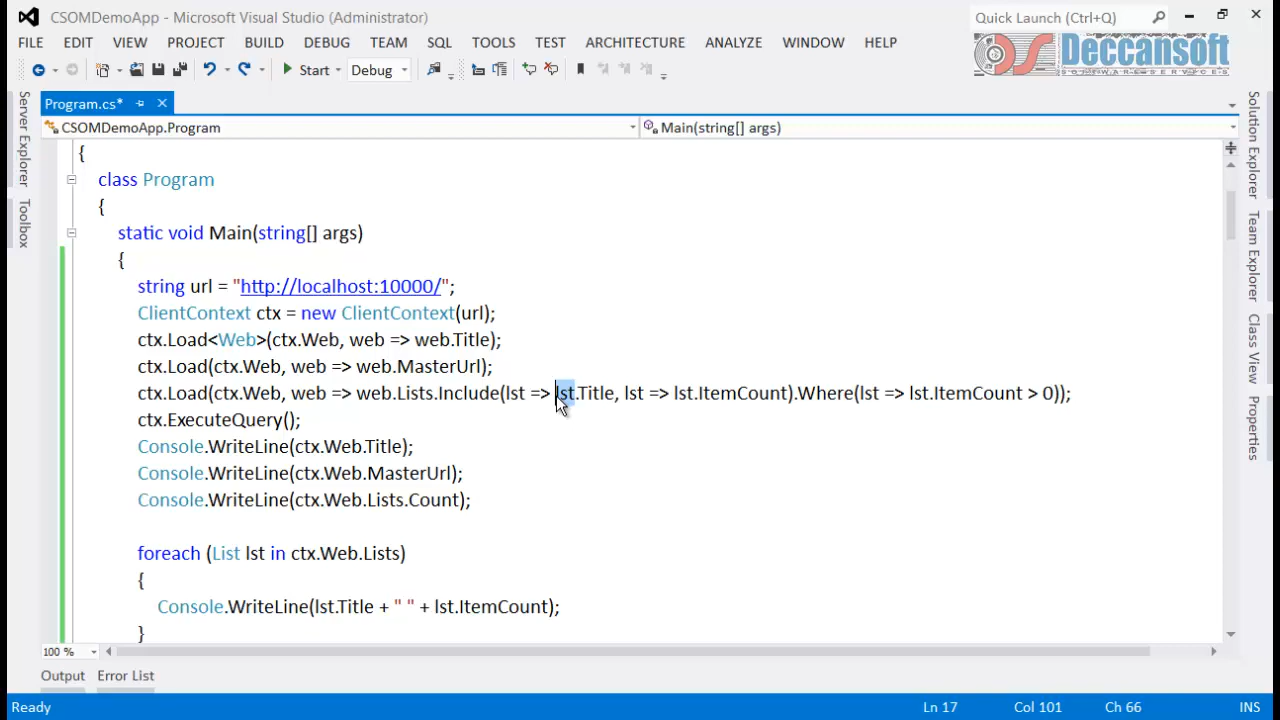 CSOMDemoApp - Microsoft Visual Studio (Administrator)
Quick Launch (Ctrl+Q)
FILE EDIT VIEW PROJECT BUILD DEBUG TEAM SQL TOOLS TEST ARCHITECTURE ANALYZE WINDOW HELP
Deccansoft
SOFTWARE SERVICES
Start Debug
Program.cs*
CSOMDemoApp.Program
Main(string[] args)
Server Explorer
Toolbox
{
class Program
{
static void Main(string[] args)
{
string url = "http://localhost:10000/";
ClientContext ctx = new ClientContext(url);
ctx.Load<Web>(ctx.Web, web => web.Title);
ctx.Load(ctx.Web, web => web.MasterUrl);
ctx.Load(ctx.Web, web => web.Lists.Include(lst => lst.Title, lst => lst.ItemCount).Where(lst => lst.ItemCount > 0));
ctx.ExecuteQuery();
Console.WriteLine(ctx.Web.Title);
Console.WriteLine(ctx.Web.MasterUrl);
Console.WriteLine(ctx.Web.Lists.Count);
foreach (List lst in ctx.Web.Lists)
{
Console.WriteLine(lst.Title + " " + lst.ItemCount);
}
Solution Explorer
Team Explorer
Class View
Properties
100 %
Output Error List
Ready Ln 17 Col 101 Ch 66 INS